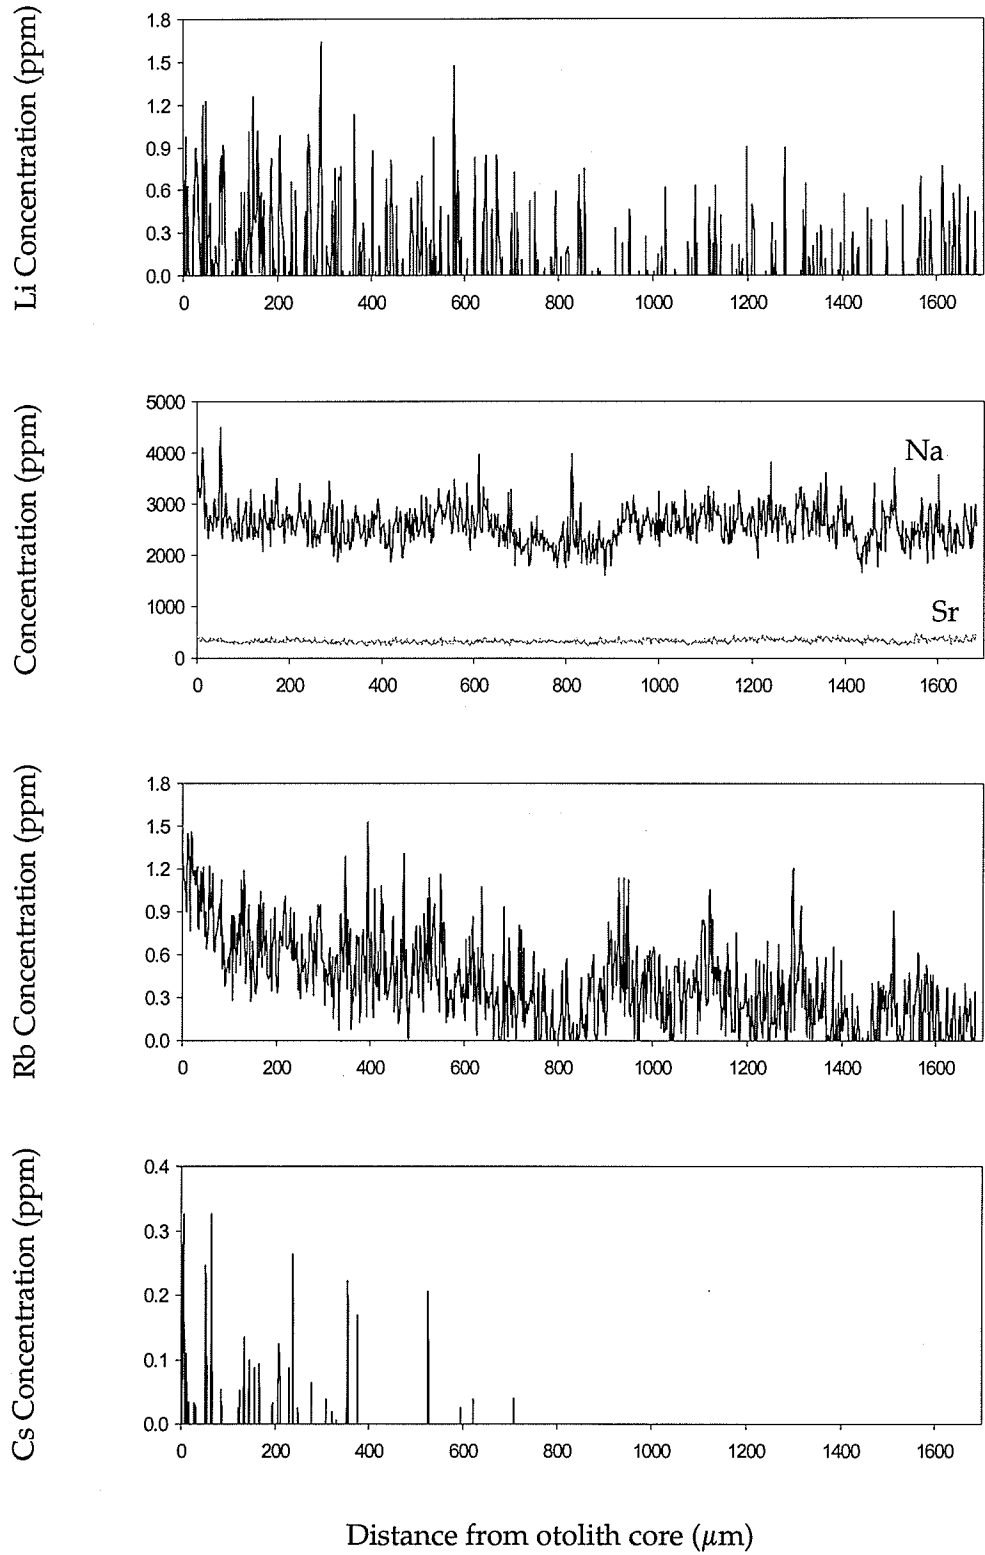 Li Concentration (ppm)
1.8
1.5
1.2
0.9
0.6
0.3
0.0
0 200 400 600 800 1000 1200 1400 1600
Concentration (ppm)
5000
4000
3000
2000
1000
0
Na
Sr
0 200 400 600 800 1000 1200 1400 1600
Rb Concentration (ppm)
1.8
1.5
1.2
0.9
0.6
0.3
0.0
0 200 400 600 800 1000 1200 1400 1600
Cs Concentration (ppm)
0.4
0.3
0.2
0.1
0.0
0 200 400 600 800 1000 1200 1400 1600
Distance from otolith core (μm)